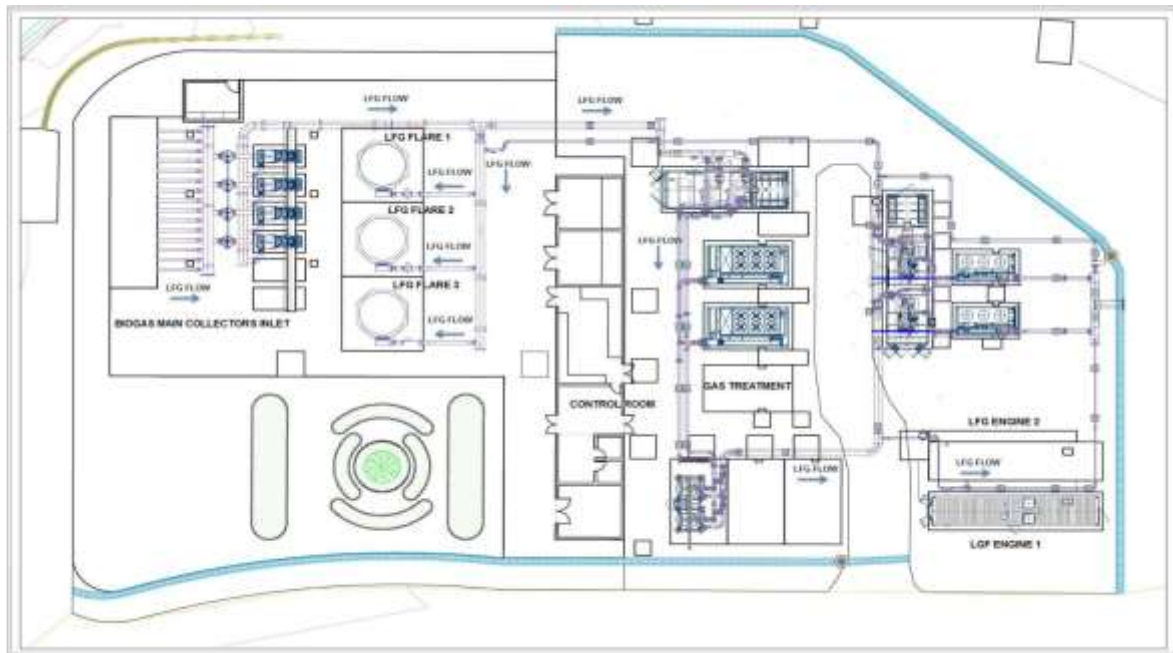 LFG FLOW
LFG FLOW
LFG FLARE 1
LFG FLOW
LFG FLOW
LFG FLARE 2
LFG FLOW
LFG FLOW
LFG FLOW
LFG FLARE 3
LFG FLOW
BIOGAS MAIN COLLECTORS INLET
GAS TREATMENT
CONTROL ROOM
LFG ENGINE 2
LFG FLOW
LFG FLOW
LGF ENGINE 1